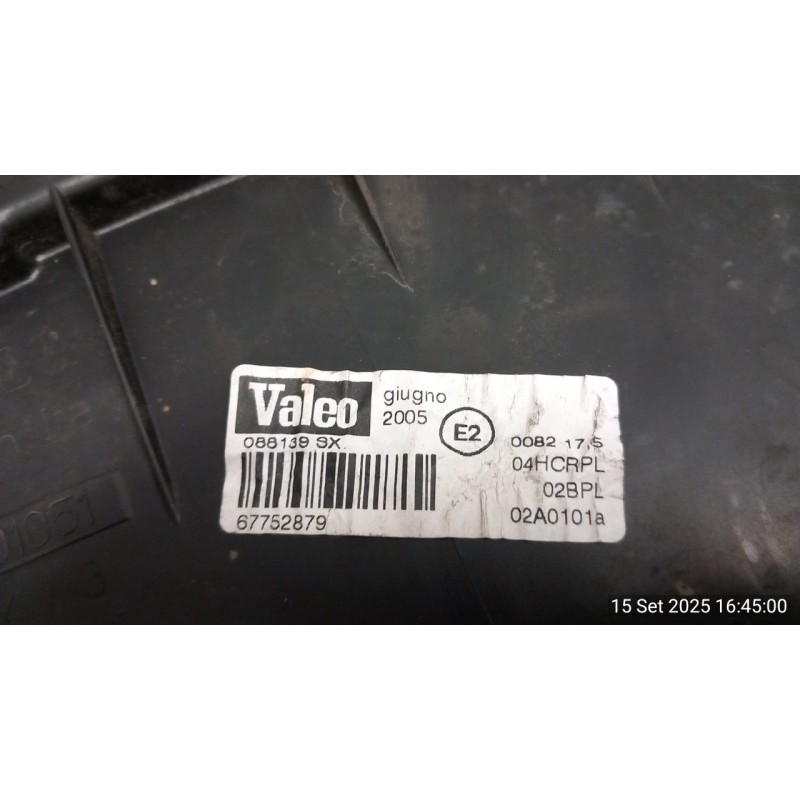 Valeo
giugno
2005
E2
088139 SX
0082 17,5
04HCRPL
02BPL
67752879
02A0101a
01051
15 Set 2025 16:45:00